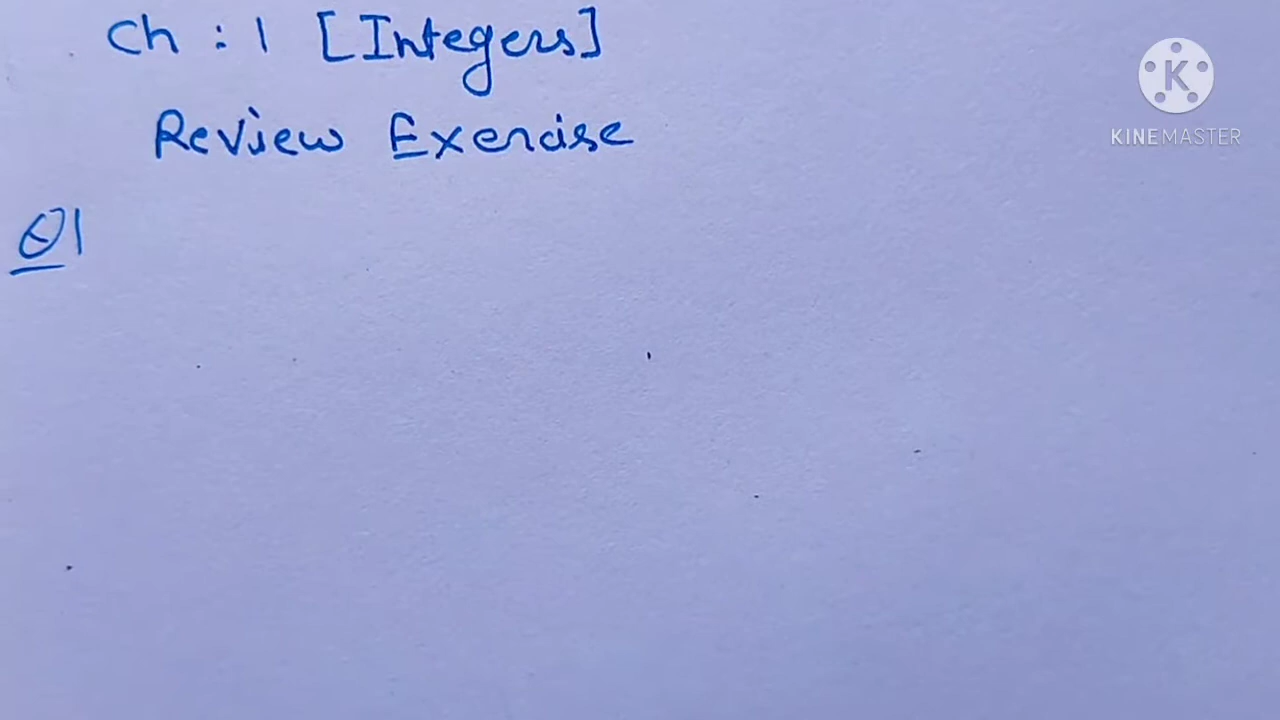 Ch : 1 [Integers]
Review Exercise
Q1
K
KINEMASTER